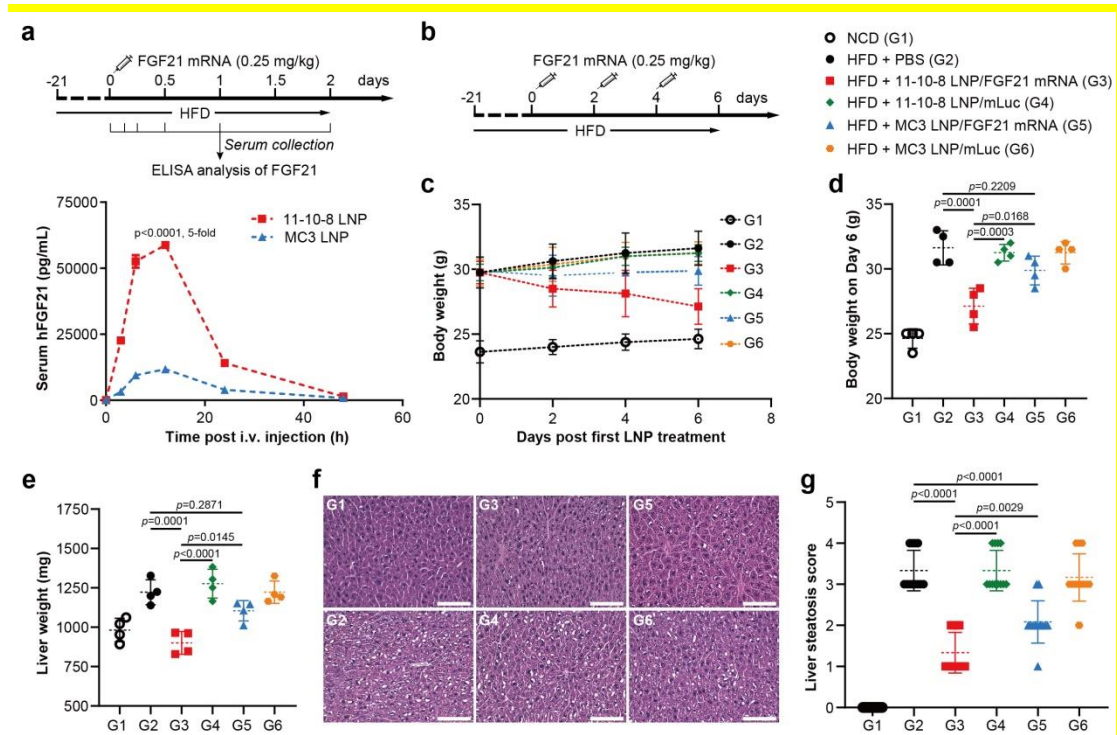 a
FGF21 mRNA (0.25 mg/kg)
-21 0 0.5 1 2 days
HFD
Serum collection
ELISA analysis of FGF21
75000
50000
25000
0
Serum hFGF21 (pg/mL)
p<0.0001, 5-fold
11-10-8 LNP
MC3 LNP
0 20 40 60
Time post i.v. injection (h)
b
FGF21 mRNA (0.25 mg/kg)
-21 0 2 4 6 days
HFD
NCD (G1)
HFD + PBS (G2)
HFD + 11-10-8 LNP/FGF21 mRNA (G3)
HFD + 11-10-8 LNP/mLuc (G4)
HFD + MC3 LNP/FGF21 mRNA (G5)
HFD + MC3 LNP/mLuc (G6)
c
35
30
25
20
Body weight (g)
G1
G2
G3
G4
G5
G6
0 2 4 6 8
Days post first LNP treatment
d
35
30
25
20
Body weight on Day 6 (g)
p=0.2209
p=0.0001
p=0.0168
p=0.0003
G1 G2 G3 G4 G5 G6
e
1750
1500
1250
1000
750
500
Liver weight (mg)
p=0.2871
p=0.0001
p=0.0145
p<0.0001
G1 G2 G3 G4 G5 G6
f
G1 G3 G5
G2 G4 G6
g
5
4
3
2
1
0
Liver steatosis score
p<0.0001
p<0.0001
p=0.0029
p<0.0001
G1 G2 G3 G4 G5 G6